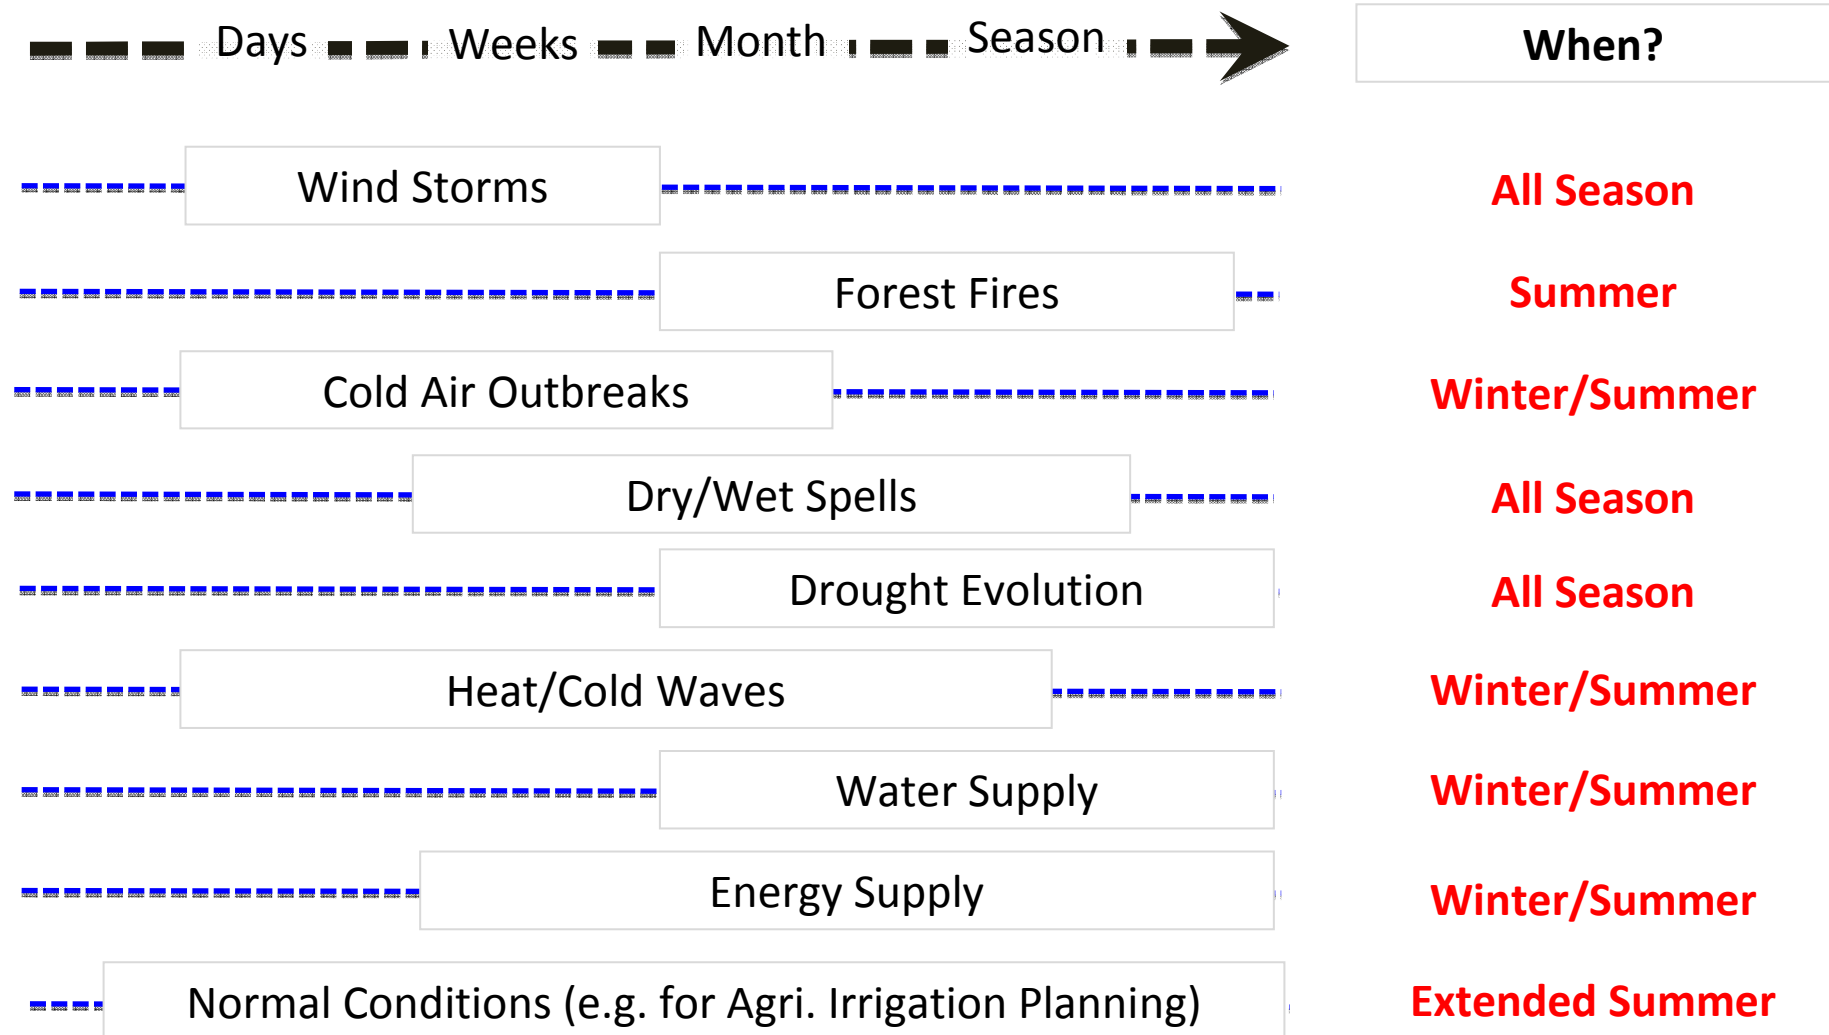 Days Weeks Month Season When?
Wind Storms All Season
Forest Fires Summer
Cold Air Outbreaks Winter/Summer
Dry/Wet Spells All Season
Drought Evolution All Season
Heat/Cold Waves Winter/Summer
Water Supply Winter/Summer
Energy Supply Winter/Summer
Normal Conditions (e.g. for Agri. Irrigation Planning) Extended Summer